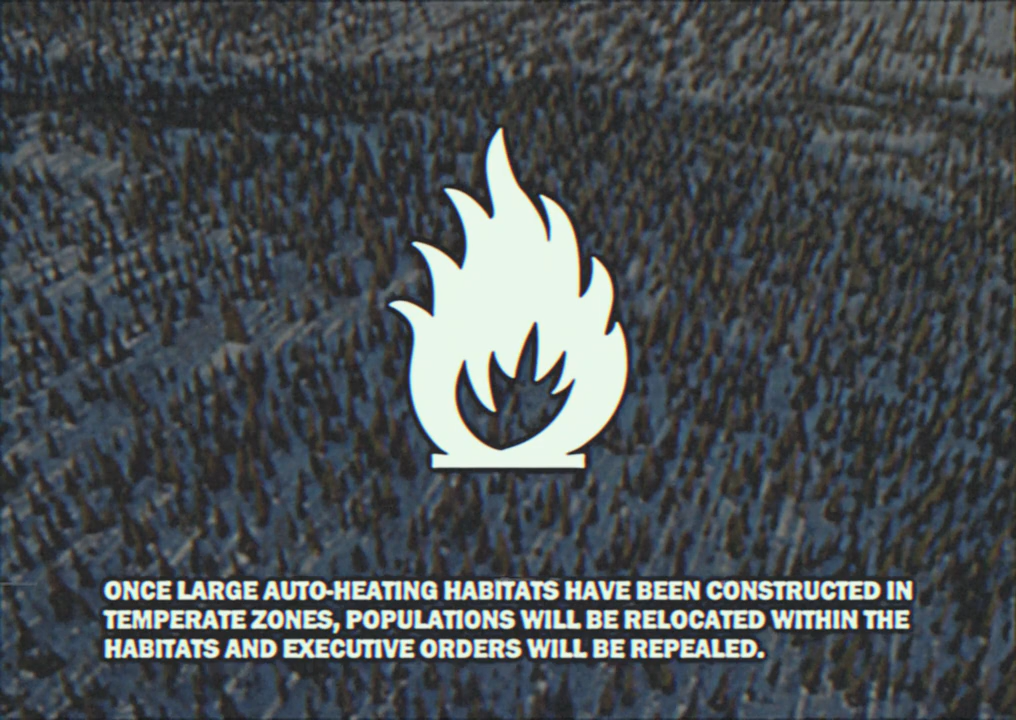 ONCE LARGE AUTO-HEATING HABITATS HAVE BEEN CONSTRUCTED IN
TEMPERATE ZONES, POPULATIONS WILL BE RELOCATED WITHIN THE
HABITATS AND EXECUTIVE ORDERS WILL BE REPEALED.